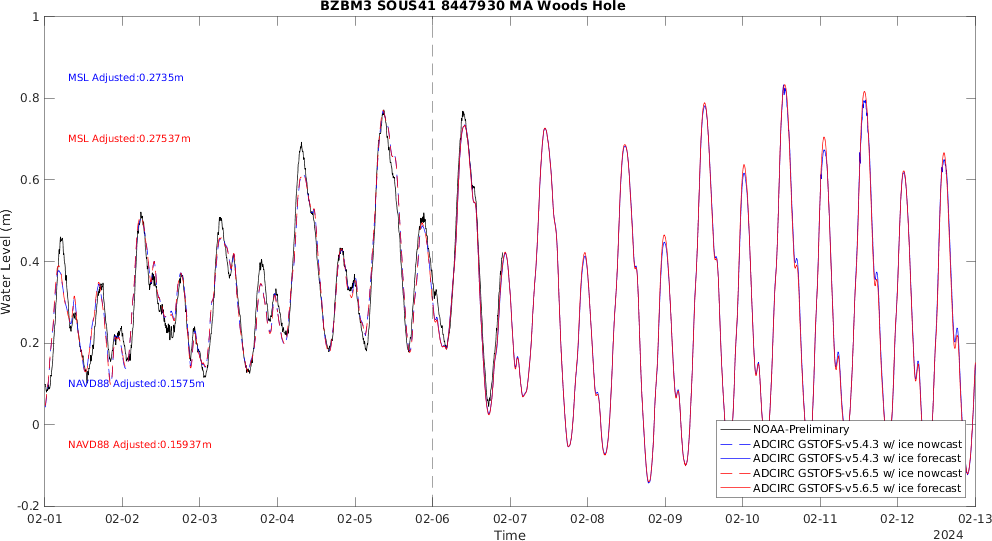 BZBM3 SOUS41 8447930 MA Woods Hole
1
0.8
0.6
0.4
0.2
0
-0.2
Water Level (m)
MSL Adjusted:0.2735m
MSL Adjusted:0.27537m
NAVD88 Adjusted:0.1575m
NAVD88 Adjusted:0.15937m
NOAA-Preliminary
ADCIRC GSTOFS-v5.4.3 w/ ice nowcast
ADCIRC GSTOFS-v5.4.3 w/ ice forecast
ADCIRC GSTOFS-v5.6.5 w/ ice nowcast
ADCIRC GSTOFS-v5.6.5 w/ ice forecast
02-01 02-02 02-03 02-04 02-05 02-06 02-07 02-08 02-09 02-10 02-11 02-12 02-13
Time
2024